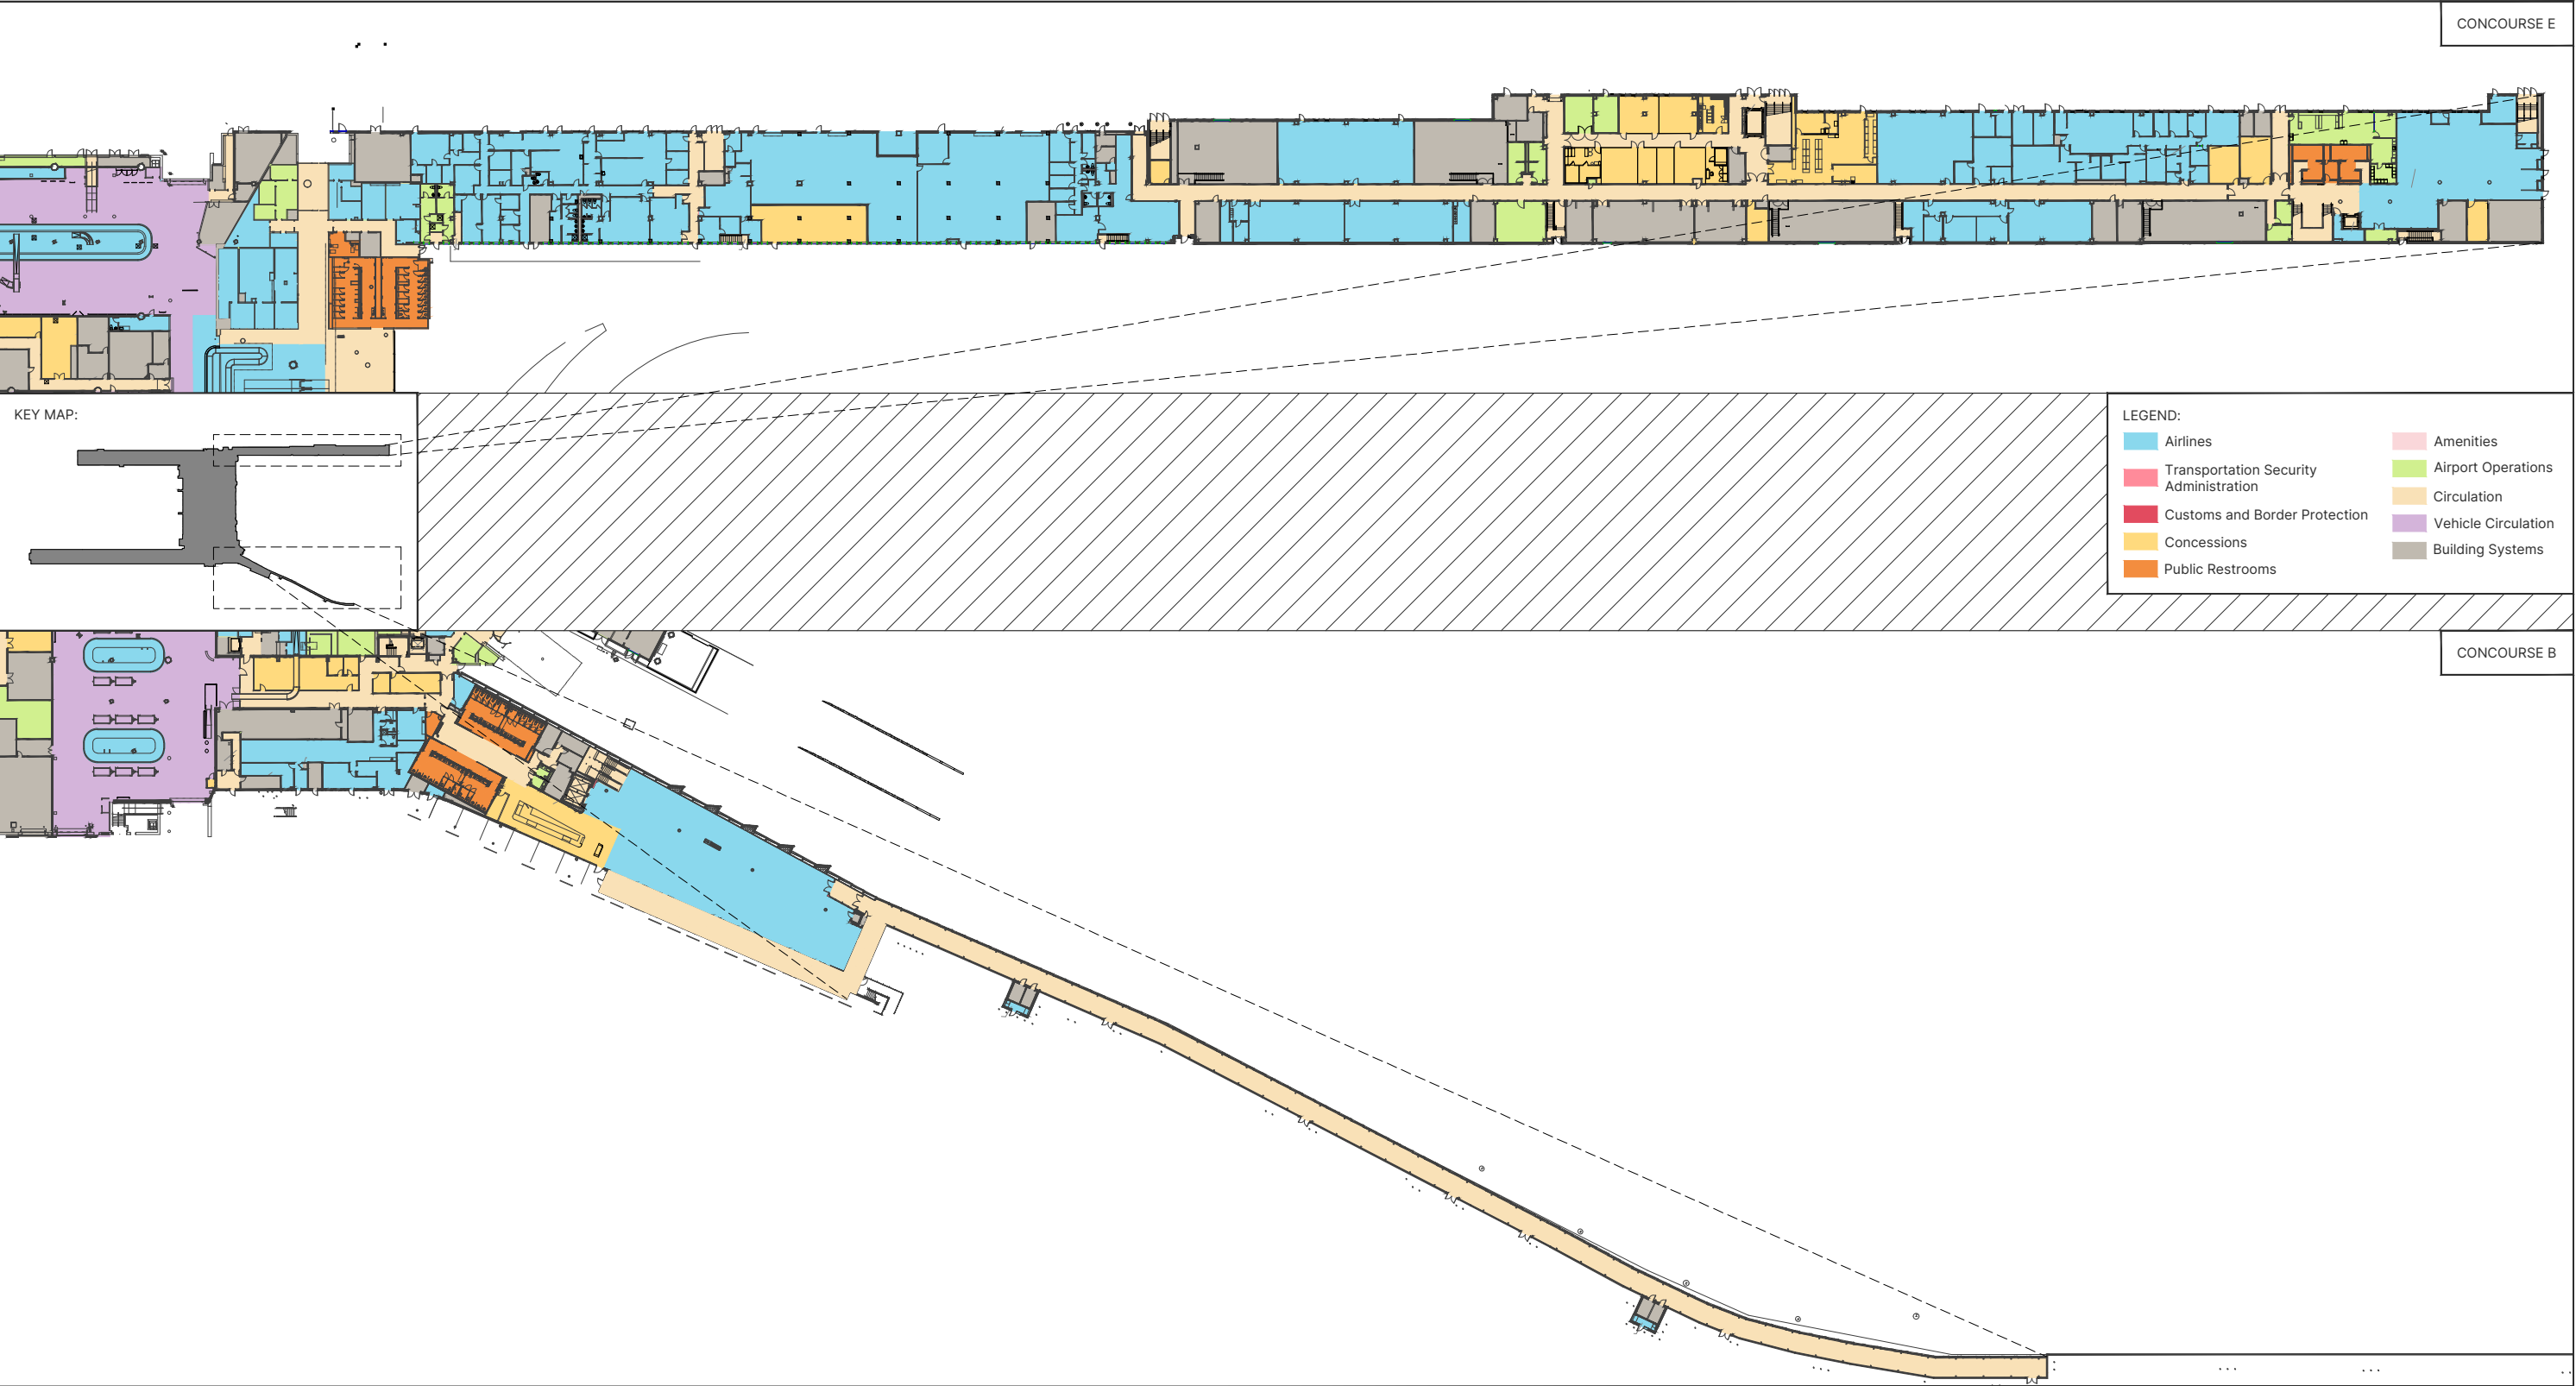 CONCOURSE E
KEY MAP:
LEGEND:
Airlines
Transportation Security
Administration
Customs and Border Protection
Concessions
Public Restrooms
Amenities
Airport Operations
Circulation
Vehicle Circulation
Building Systems
CONCOURSE B